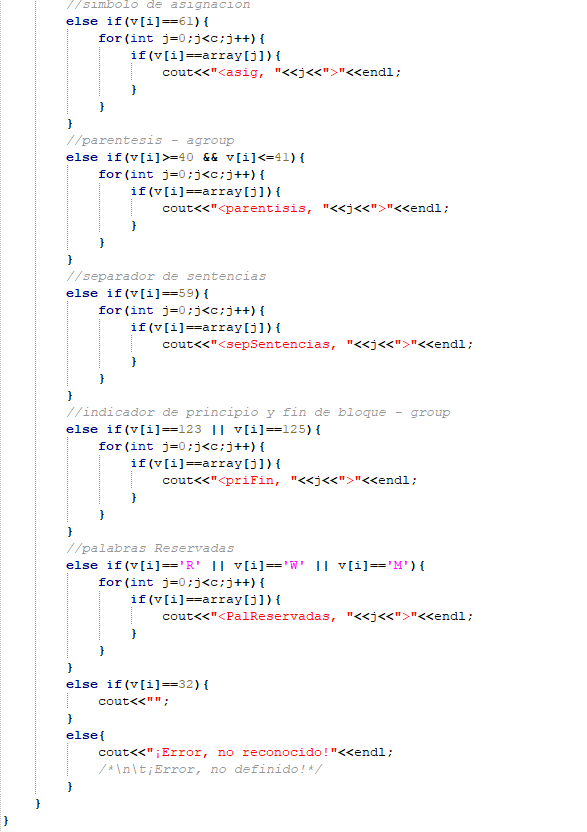 //simbolo de asignacion
else if(v[i]==61){
for(int j=0;j<c;j++){
if(v[i]==array[j]){
cout<<"<asig, "<<j<<">"<<endl;
}
}
}
//parentesis - agroup
else if(v[i]>=40 && v[i]<=41){
for(int j=0;j<c;j++){
if(v[i]==array[j]){
cout<<"<parentisis, "<<j<<">"<<endl;
}
}
}
//separador de sentencias
else if(v[i]==59){
for(int j=0;j<c;j++){
if(v[i]==array[j]){
cout<<"<sepSentencias, "<<j<<">"<<endl;
}
}
}
//indicador de principio y fin de bloque - group
else if(v[i]==123 || v[i]==125){
for(int j=0;j<c;j++){
if(v[i]==array[j]){
cout<<"<priFin, "<<j<<">"<<endl;
}
}
}
//palabras Reservadas
else if(v[i]=='R' || v[i]=='W' || v[i]=='M'){
for(int j=0;j<c;j++){
if(v[i]==array[j]){
cout<<"<PalReservadas, "<<j<<">"<<endl;
}
}
}
else if(v[i]==32){
cout<<"";
}
else{
cout<<"¡Error, no reconocido!"<<endl;
/*\n\t¡Error, no definido!*/
}
}
}